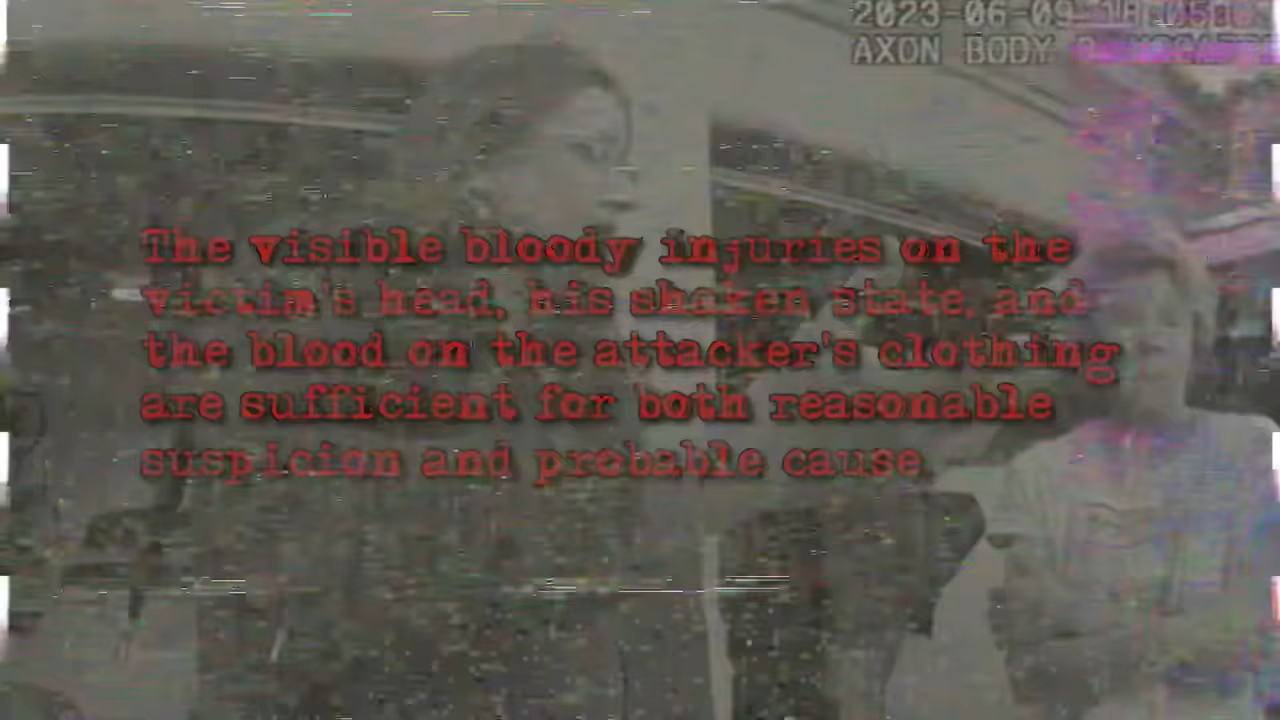 2023-06-09
AXON BODY
The visible bloody injuries on the
victim's head, his shaken state, and
the blood on the attacker's clothing
are sufficient for both reasonable
suspicion and probable cause.